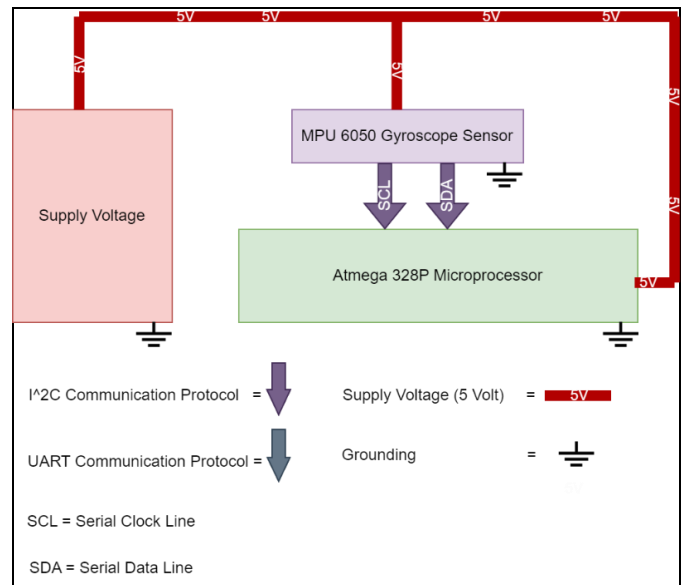 5V 5V 5V 5V
5V 5V 5V
MPU 6050 Gyroscope Sensor
SCL SDA
Supply Voltage
5V
Atmega 328P Microprocessor
5V
I^2C Communication Protocol =
Supply Voltage (5 Volt) = 5V
UART Communication Protocol =
Grounding =
SCL = Serial Clock Line
SDA = Serial Data Line